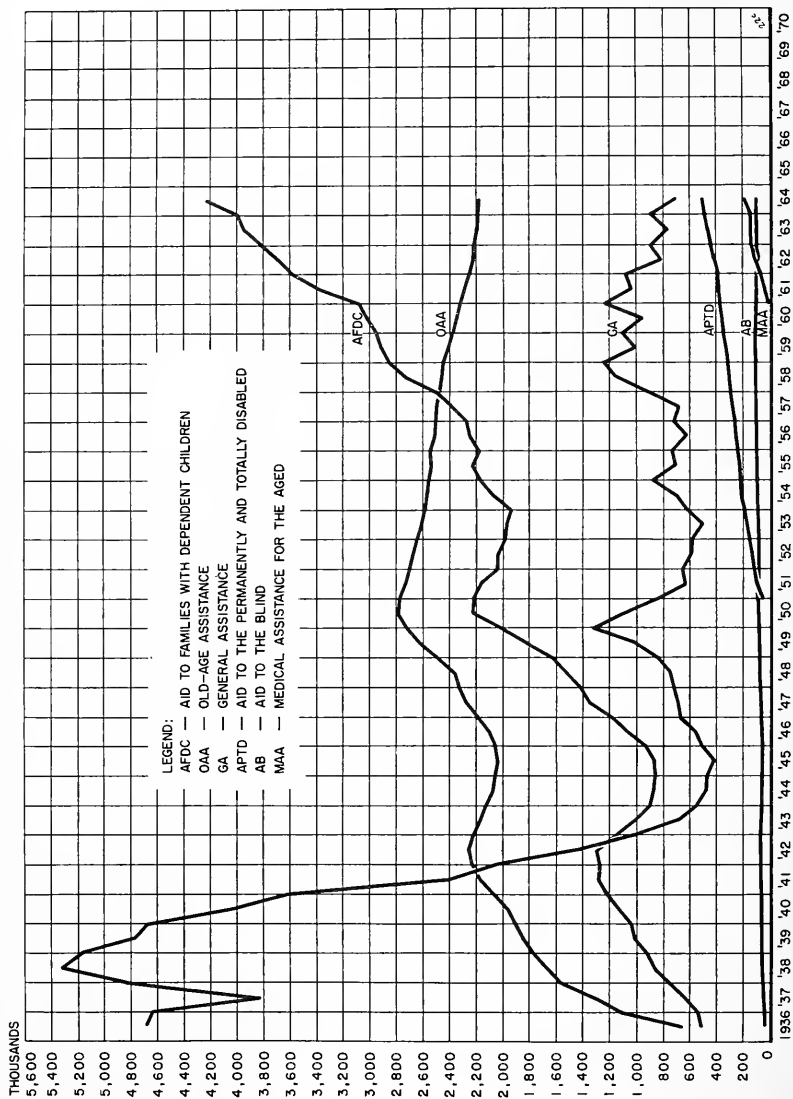 THOUSANDS
5,600
5,400
5,200
5,000
4,800
4,600
4,400
4,200
4,000
3,800
3,600
3,400
3,200
3,000
2,800
2,600
2,400
2,200
2,000
1,800
1,600
1,400
1,200
1,000
800
600
400
200
0
LEGEND:
AFDC — AID TO FAMILIES WITH DEPENDENT CHILDREN
OAA — OLD-AGE ASSISTANCE
GA — GENERAL ASSISTANCE
APTD — AID TO THE PERMANENTLY AND TOTALLY DISABLED
AB — AID TO THE BLIND
MAA — MEDICAL ASSISTANCE FOR THE AGED
AFDC
OAA
GA
APTD
AB
MAA
1936 '37 '38 '39 '40 '41 '42 '43 '44 '45 '46 '47 '48 '49 '50 '51 '52 '53 '54 '55 '56 '57 '58 '59 '60 '61 '62 '63 '64 '65 '66 '67 '68 '69 '70